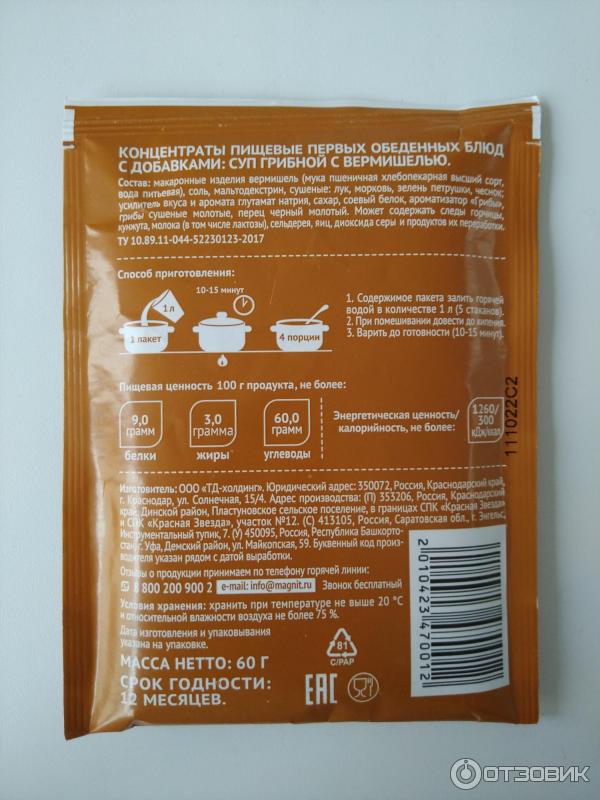 КОНЦЕНТРАТЫ ПИЩЕВЫЕ ПЕРВЫХ ОБЕДЕННЫХ БЛЮД
С ДОБАВКАМИ: СУП ГРИБНОЙ С ВЕРМИШЕЛЬЮ.
Состав: макаронные изделия вермишель (мука пшеничная хлебопекарная высший сорт,
вода питьевая), соль, мальтодекстрин, сушеные: лук, морковь, зелень петрушки, чеснок;
усилитель вкуса и аромата глутамат натрия, сахар, соевый белок, ароматизатор «Грибы»,
грибы сушеные молотые, перец черный молотый. Может содержать следы горчицы,
кунжута, молока (в том числе лактозы), сельдерея, яиц, диоксида серы и продуктов их переработки.
ТУ 10.89.11-044-52230123-2017
Способ приготовления:
10-15 минут
1 л
1 пакет
4 порции
1. Содержимое пакета залить горячей
водой в количестве 1 л (5 стаканов).
2. При помешивании довести до кипения.
3. Варить до готовности (10-15 минут).
Пищевая ценность 100 г продукта, не более:
9,0
грамм
белки
3,0
грамма
жиры
60,0
грамм
углеводы
Энергетическая ценность/
калорийность, не более:
1260/
300
кДж/ккал
111022С2
Изготовитель: ООО «ТД-холдинг». Юридический адрес: 350072, Россия, Краснодарский край,
г. Краснодар, ул. Солнечная, 15/4. Адрес производства: (П) 353206, Россия, Краснодарский
край, Динской район, Пластуновское сельское поселение, в границах СПК «Красная Звезда»
и СПК «Красная Звезда», участок №12. (С) 413105, Россия, Саратовская обл., г. Энгельс,
Инструментальный тупик, 7. (У) 450095, Россия, Республика Башкорто-
стан, г. Уфа, Демский район, ул. Майкопская, 59. Буквенный код произ-
водителя указан рядом с датой выработки.
Отзывы о продукции принимаем по телефону горячей линии:
8 800 200 900 2 e-mail: info@magnit.ru Звонок бесплатный
Условия хранения: хранить при температуре не выше 20 °С
и относительной влажности воздуха не более 75 %.
Дата изготовления и упаковывания
указана на упаковке.
МАССА НЕТТО: 60 Г
СРОК ГОДНОСТИ:
12 МЕСЯЦЕВ.
81
C/PAP
EAC
2010423470012
ОТЗОВИК